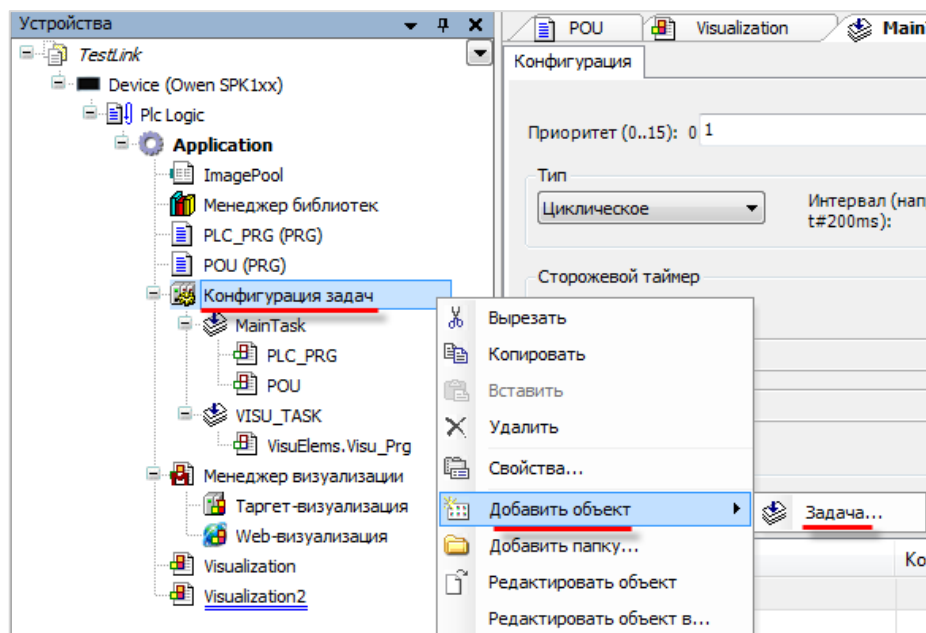 Устройства
TestLink
Device (Owen SPK1xx)
Plc Logic
Application
ImagePool
Менеджер библиотек
PLC_PRG (PRG)
POU (PRG)
Конфигурация задач
MainTask
PLC_PRG
POU
VISU_TASK
VisuElems.Visu_Prg
Менеджер визуализации
Таргет-визуализация
Web-визуализация
Visualization
Visualization2
POU
Visualization
Main
Конфигурация
Приоритет (0..15): 0 1
Тип
Циклическое
Интервал (нап
t#200ms):
Сторожевой таймер
Вырезать
Копировать
Вставить
Удалить
Свойства...
Добавить объект
Задача...
Добавить папку...
Ко
Редактировать объект
Редактировать объект в...